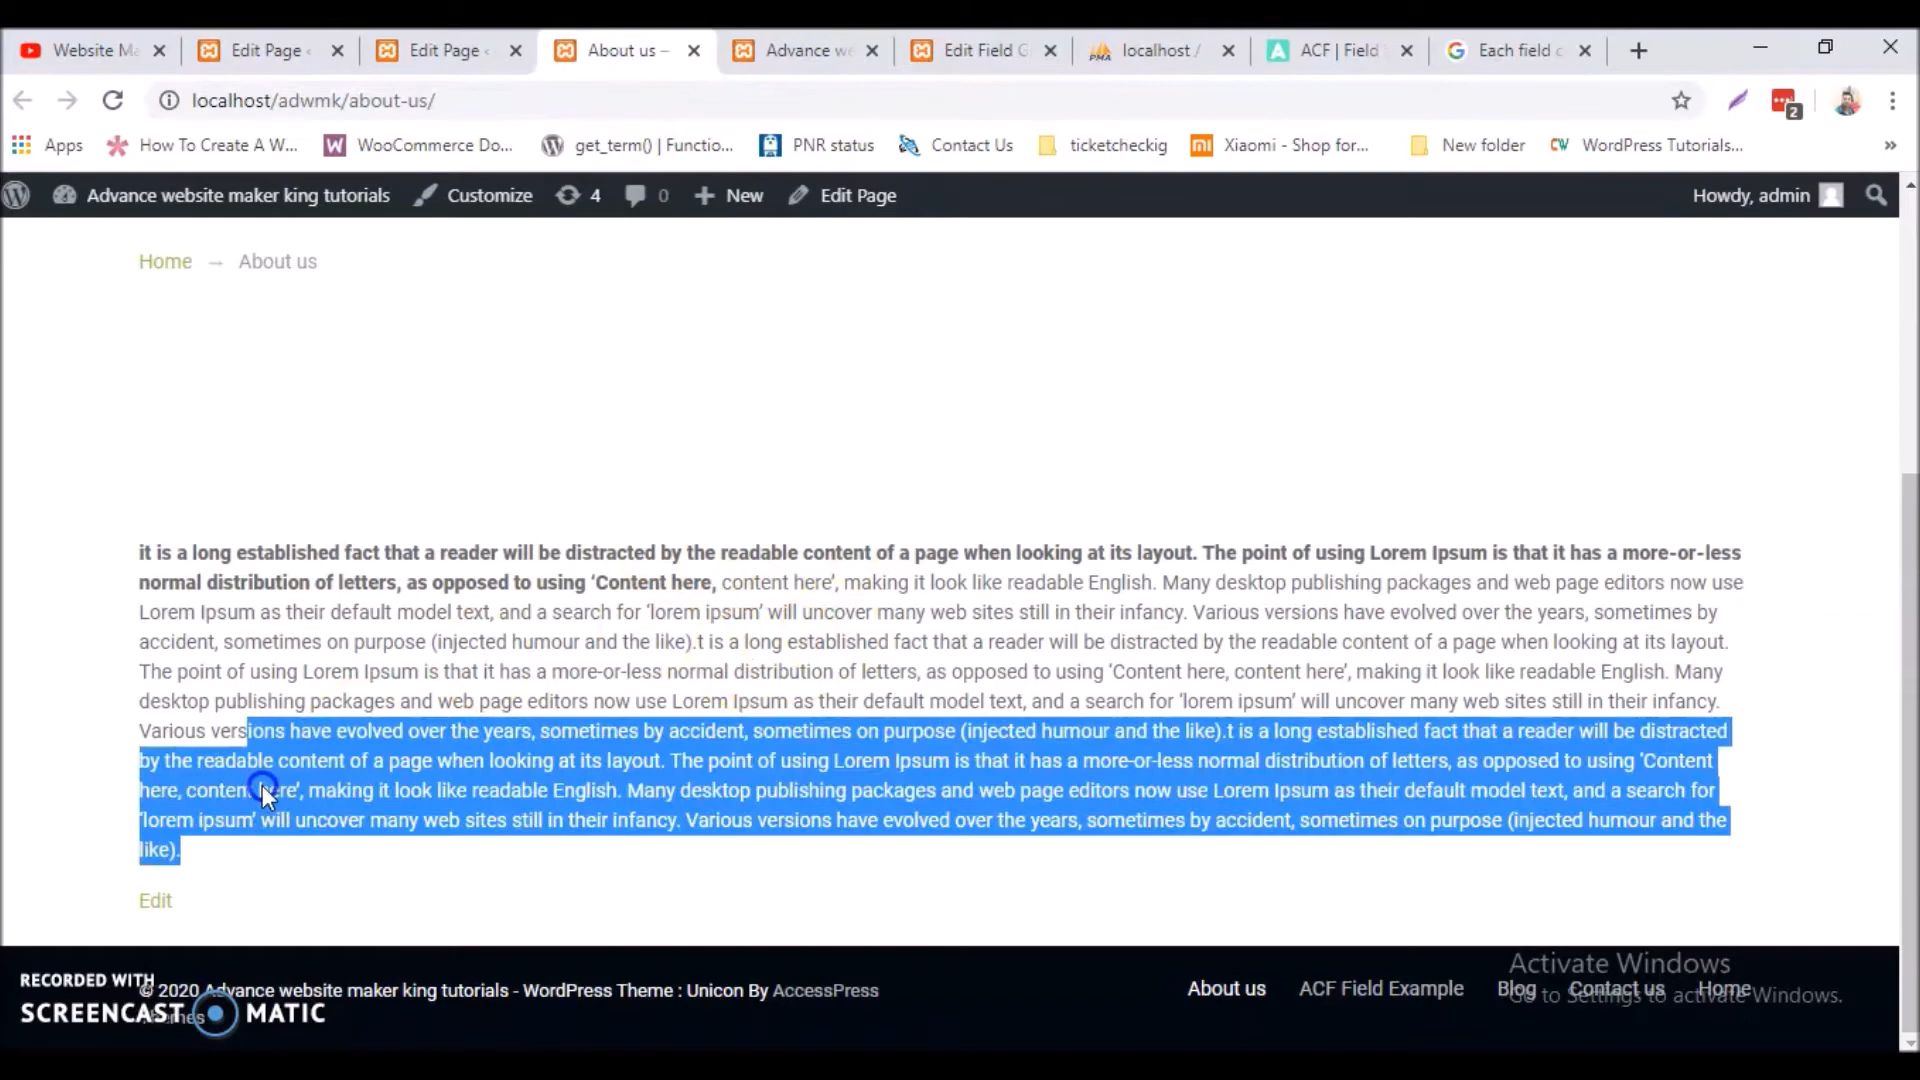 Website Ma
Edit Page
Edit Page
About us –
Advance we
Edit Field G
localhost /
ACF | Field
Each field c
localhost/adwmk/about-us/
2
Apps
How To Create A W...
WooCommerce Do...
get_term() | Functio...
PNR status
Contact Us
ticketcheckig
Xiaomi - Shop for...
New folder
WordPress Tutorials...
»
Advance website maker king tutorials
Customize
4
0
New
Edit Page
Howdy, admin
Home → About us
it is a long established fact that a reader will be distracted by the readable content of a page when looking at its layout. The point of using Lorem Ipsum is that it has a more-or-less
normal distribution of letters, as opposed to using ‘Content here, content here’, making it look like readable English. Many desktop publishing packages and web page editors now use
Lorem Ipsum as their default model text, and a search for ‘lorem ipsum’ will uncover many web sites still in their infancy. Various versions have evolved over the years, sometimes by
accident, sometimes on purpose (injected humour and the like).t is a long established fact that a reader will be distracted by the readable content of a page when looking at its layout.
The point of using Lorem Ipsum is that it has a more-or-less normal distribution of letters, as opposed to using ‘Content here, content here’, making it look like readable English. Many
desktop publishing packages and web page editors now use Lorem Ipsum as their default model text, and a search for ‘lorem ipsum’ will uncover many web sites still in their infancy.
Various versions have evolved over the years, sometimes by accident, sometimes on purpose (injected humour and the like).t is a long established fact that a reader will be distracted
by the readable content of a page when looking at its layout. The point of using Lorem Ipsum is that it has a more-or-less normal distribution of letters, as opposed to using ‘Content
here, content here’, making it look like readable English. Many desktop publishing packages and web page editors now use Lorem Ipsum as their default model text, and a search for
‘lorem ipsum’ will uncover many web sites still in their infancy. Various versions have evolved over the years, sometimes by accident, sometimes on purpose (injected humour and the
like).
Edit
© 2020 Advance website maker king tutorials - WordPress Theme : Unicon By AccessPress
Themes
About us
ACF Field Example
Blog
Contact us
Home
Activate Windows
Go to Settings to activate Windows.
RECORDED WITH
SCREENCAST MATIC